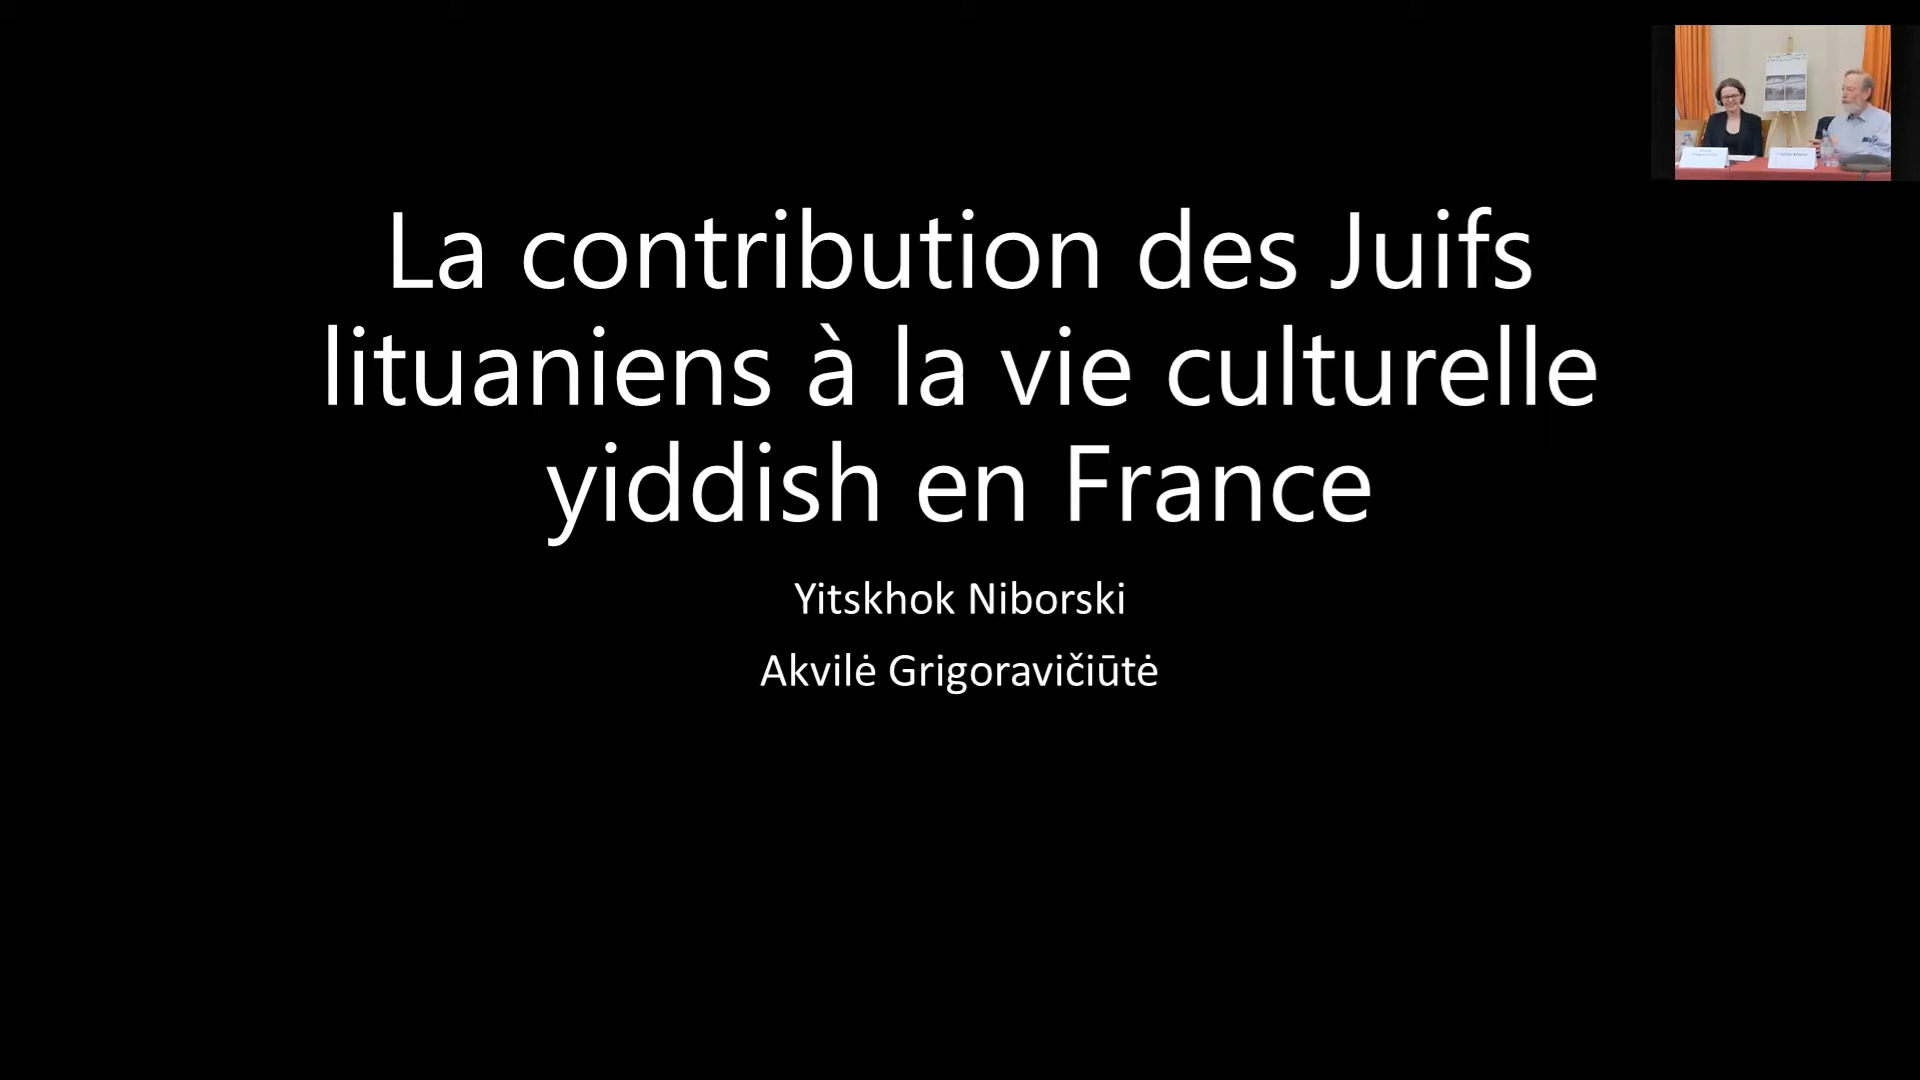 La contribution des Juifs
lituaniens à la vie culturelle
yiddish en France
Yitskhok Niborski
Akvilė Grigoravičiūtė